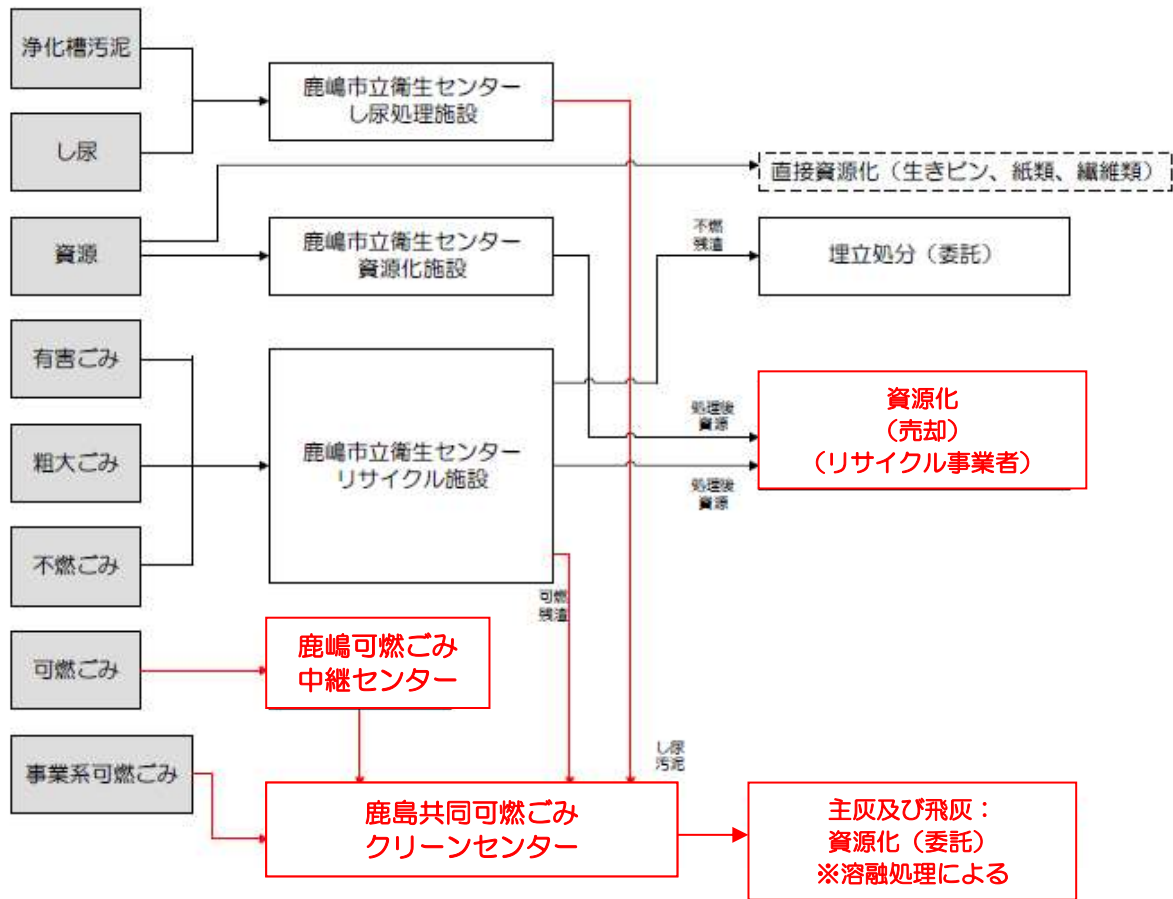 浄化槽汚泥
し尿
資源
有害ごみ
粗大ごみ
不燃ごみ
可燃ごみ
事業系可燃ごみ
鹿嶋市立衛生センター
し尿処理施設
鹿嶋市立衛生センター
資源化施設
鹿嶋市立衛生センター
リサイクル施設
鹿嶋可燃ごみ
中継センター
鹿島共同可燃ごみ
クリーンセンター
可燃
残渣
し尿
汚泥
不燃
残渣
処理後
資源
処理後
資源
直接資源化（生きビン、紙類、繊維類）
埋立処分（委託）
資源化
（売却）
（リサイクル事業者）
主灰及び飛灰：
資源化（委託）
※溶融処理による